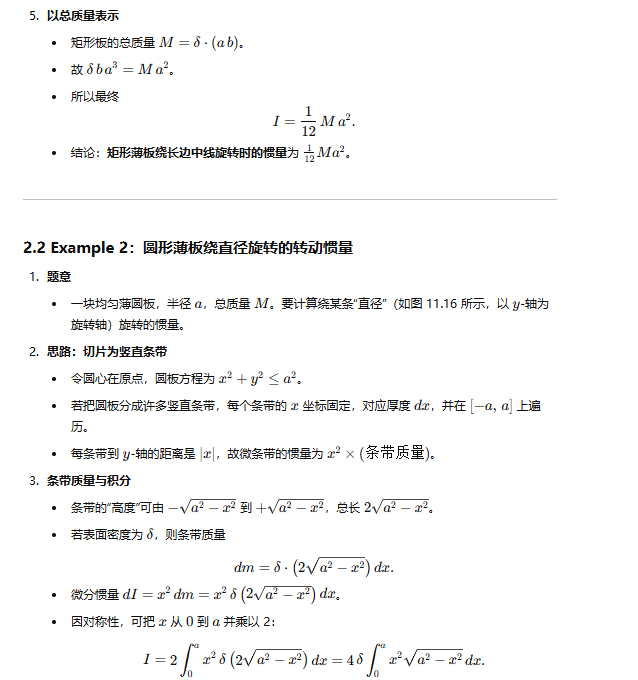 5. 以总质量表示
• 矩形板的总质量 M = δ · (a b)。
• 故 δ b a³ = M a²。
• 所以最终
I = 1/12 M a².
• 结论：矩形薄板绕长边中线旋转时的惯量为 1/12 Ma²。
2.2 Example 2：圆形薄板绕直径旋转的转动惯量
1. 题意
• 一块均匀薄圆板，半径 a，总质量 M。要计算绕某条“直径”（如图 11.16 所示，以 y-轴为
旋转轴）旋转的惯量。
2. 思路：切片为竖直条带
• 令圆心在原点，圆板方程为 x² + y² ≤ a²。
• 若把圆板分成许多竖直条带，每个条带的 x 坐标固定，对应厚度 dx，并在 [−a, a] 上遍
历。
• 每条带到 y-轴的距离是 |x|，故微条带的惯量为 x² × (条带质量)。
3. 条带质量与积分
• 条带的“高度”可由 −√(a² − x²) 到 +√(a² − x²)，总长 2√(a² − x²)。
• 若表面密度为 δ，则条带质量
dm = δ · (2√(a² − x²)) dx.
• 微分惯量 dI = x² dm = x² δ (2√(a² − x²)) dx。
• 因对称性，可把 x 从 0 到 a 并乘以 2：
I = 2 ∫₀ᵃ x² δ (2√(a² − x²)) dx = 4 δ ∫₀ᵃ x² √(a² − x²) dx.